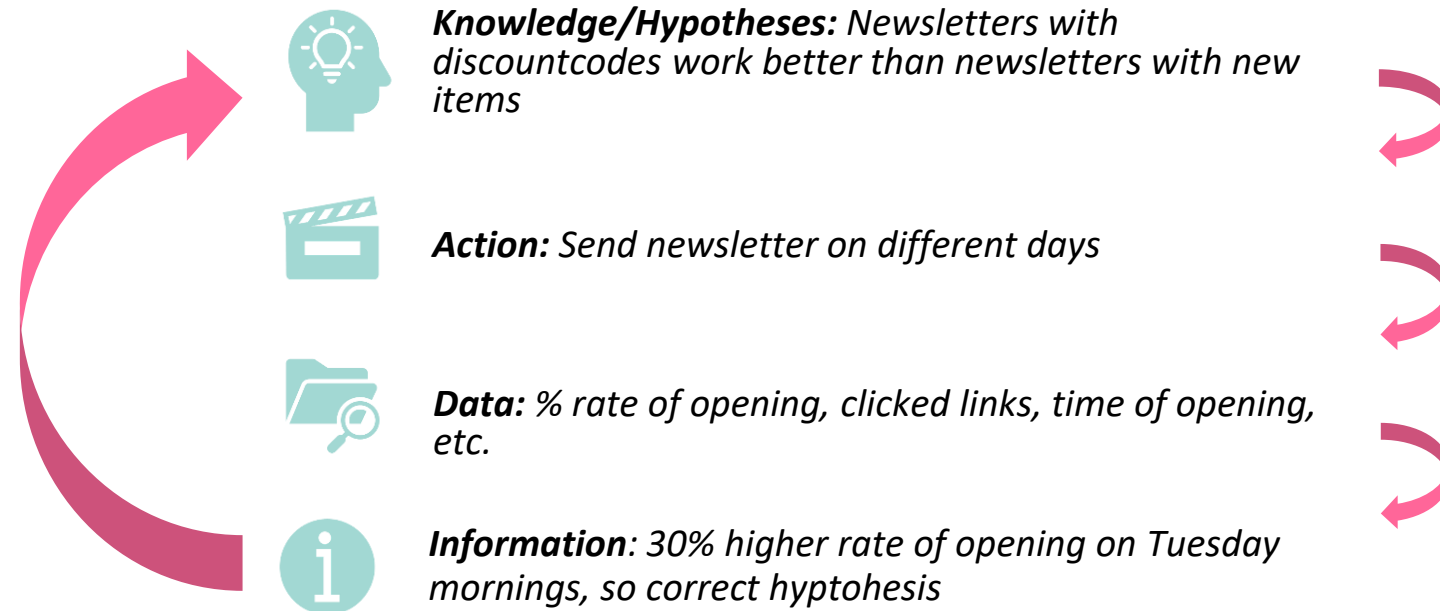 Knowledge/Hypotheses: Newsletters with
discountcodes work better than newsletters with new
items
Action: Send newsletter on different days
Data: % rate of opening, clicked links, time of opening,
etc.
Information: 30% higher rate of opening on Tuesday
mornings, so correct hyptohesis